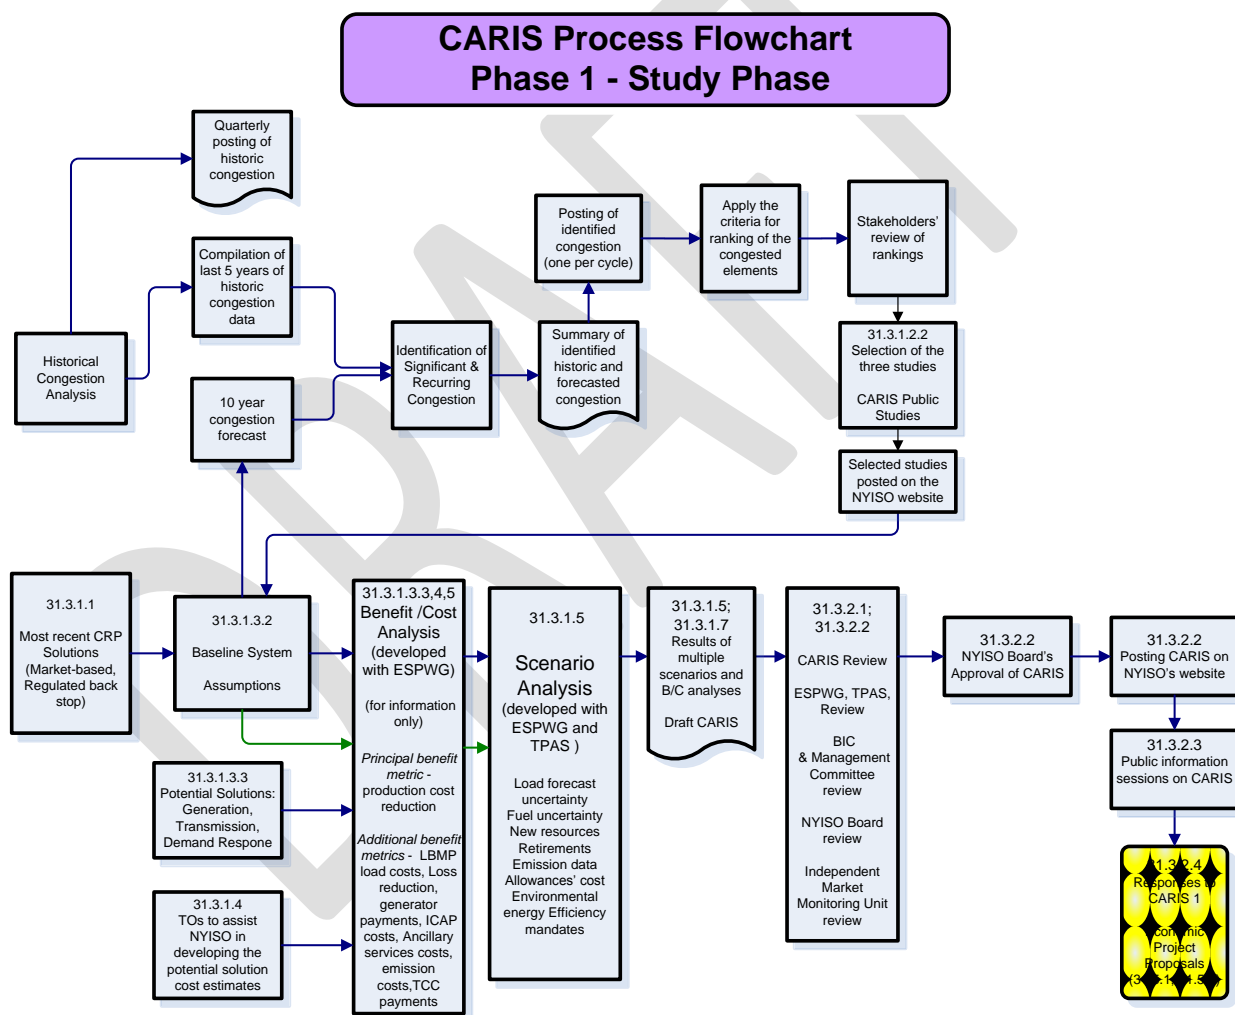 CARIS Process Flowchart
Phase 1 - Study Phase
Quarterly
posting of
historic
congestion
Compilation of
last 5 years of
historic
congestion
data
Historical
Congestion
Analysis
10 year
congestion
forecast
Identification of
Significant &
Recurring
Congestion
Summary of
identified
historic and
forecasted
congestion
Posting of
identified
congestion
(one per cycle)
Apply the
criteria for
ranking of the
congested
elements
Stakeholders'
review of
rankings
31.3.1.2.2
Selection of the
three studies
CARIS Public
Studies
Selected studies
posted on the
NYISO website
31.3.1.1
Most recent CRP
Solutions
(Market-based,
Regulated back
stop)
31.3.1.3.2
Baseline System
Assumptions
31.3.1.3.3
Potential Solutions:
Generation,
Transmission,
Demand Respone
31.3.1.4
TOs to assist
NYISO in
developing the
potential solution
cost estimates
31.3.1.3.3,4,5
Benefit /Cost
Analysis
(developed
with ESPWG)
(for information
only)
Principal benefit
metric -
production cost
reduction
Additional benefit
metrics - LBMP
load costs, Loss
reduction,
generator
payments, ICAP
costs, Ancillary
services costs,
emission
costs,TCC
payments
31.3.1.5
Scenario
Analysis
(developed with
ESPWG and
TPAS )
Load forecast
uncertainty
Fuel uncertainty
New resources
Retirements
Emission data
Allowances' cost
Environmental
energy Efficiency
mandates
31.3.1.5;
31.3.1.7
Results of
multiple
scenarios and
B/C analyses
Draft CARIS
31.3.2.1;
31.3.2.2
CARIS Review
ESPWG, TPAS,
Review
BIC
& Management
Committee
review
NYISO Board
review
Independent
Market
Monitoring Unit
review
31.3.2.2
NYISO Board's
Approval of CARIS
31.3.2.2
Posting CARIS on
NYISO's website
31.3.2.3
Public information
sessions on CARIS
31.3.2.4
Responses to
CARIS 1
Economic
Project
Proposals
DRAFT